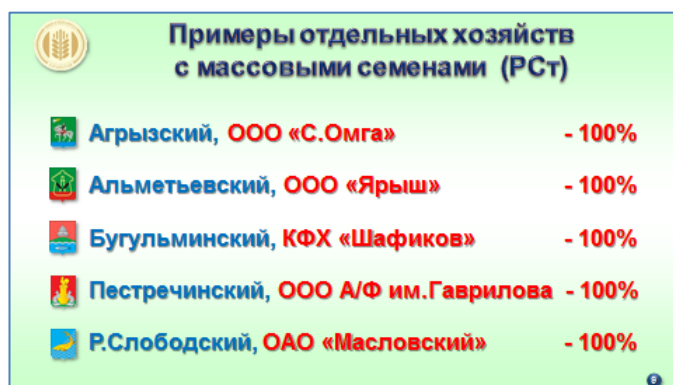 Примеры отдельных хозяйств
с массовыми семенами (РСт)
Агрызский, ООО «С.Омга» - 100%
Альметьевский, ООО «Ярыш» - 100%
Бугульминский, КФХ «Шафиков» - 100%
Пестречинский, ООО А/Ф им.Гаврилова - 100%
Р.Слободский, ОАО «Масловский» - 100%
9